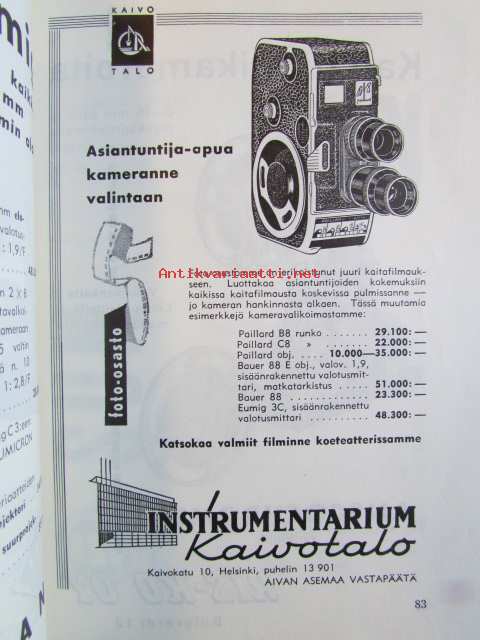 KAIVO
TALO
Asiantuntija-apua
kameranne
valintaan
Antikvariaatti.net
erikoistunut juuri kaitafilmauk-
seen. Luottakaa asiantuntijoiden kokemuksiin
kaikissa kaitafilmausta koskevissa pulmissanne —
jo kameran hankinnasta alkaen. Tässä muutamia
esimerkkejä kameravalikoimastamme:
Paillard B8 runko . . . . . . . 29.100:—
Paillard C8 » . . . . . . . 22.000:—
Paillard obj. . . 10.000—35.000:—
Bauer 88 E obj., valov. 1,9,
sisäänrakennettu valotusmit-
tari, matkatarkistus . . . . . 51.000:—
Bauer 88 . . . . . . . . . . . . 23.300:—
Eumig 3C, sisäänrakennettu
valotusmittari . . . . . . . . . 48.300:—
foto-osasto
Katsokaa valmiit filminne koeteatterissamme
INSTRUMENTARIUM
Kaivotalo
Kaivokatu 10, Helsinki, puhelin 13 901
AIVAN ASEMAA VASTAPÄÄTÄ
83